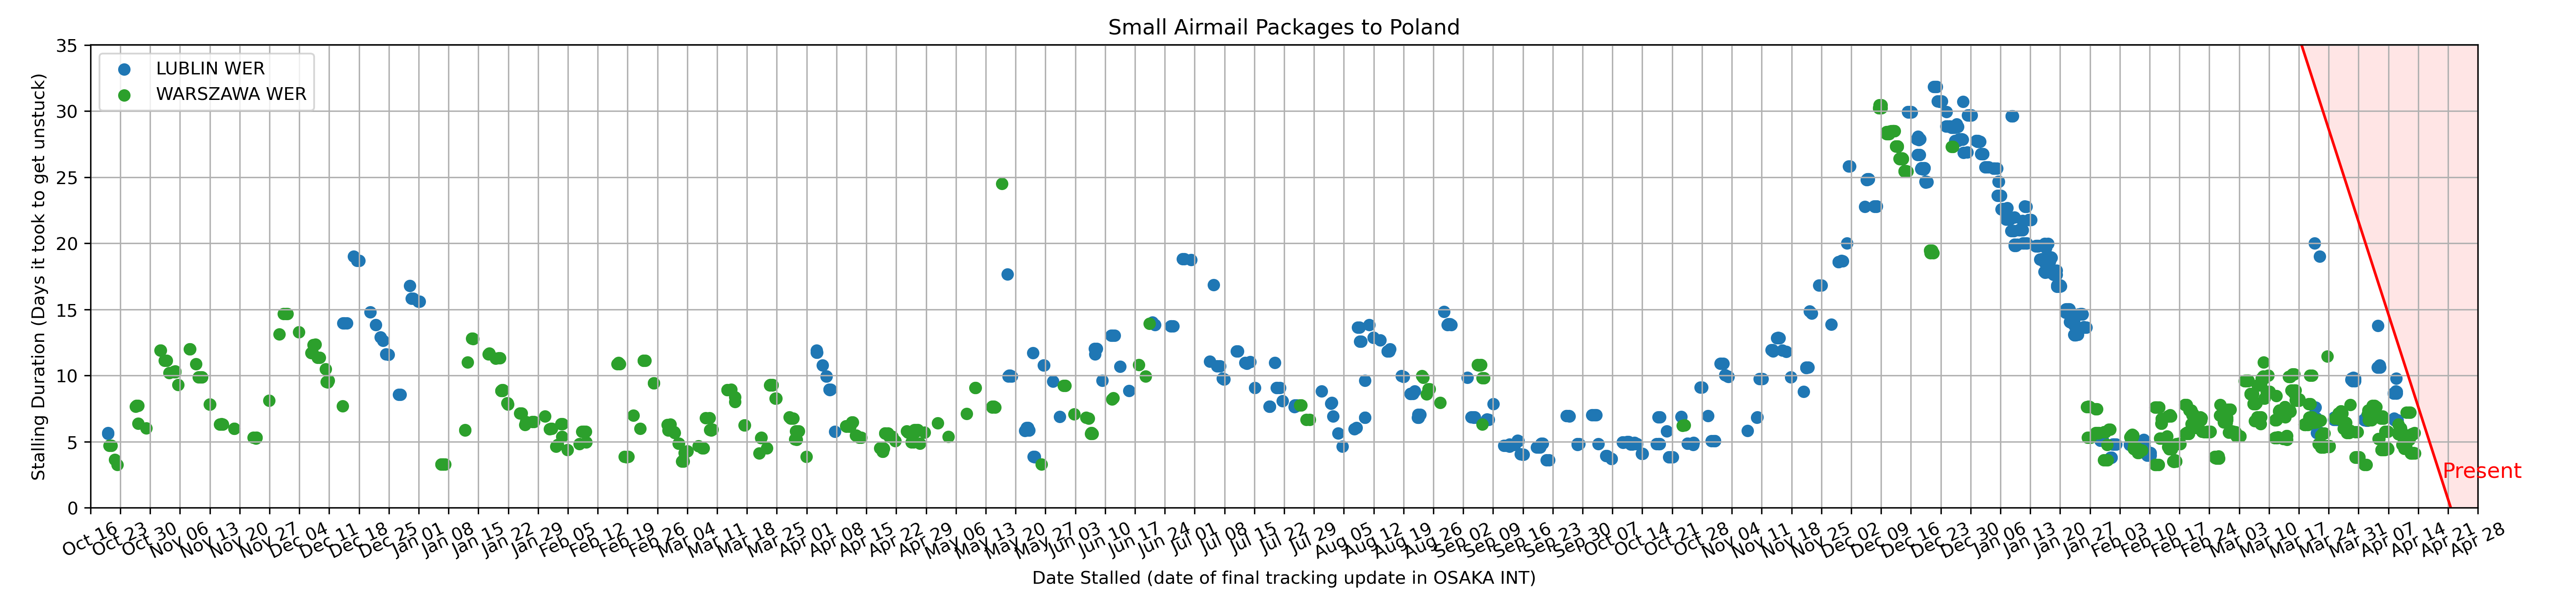 Small Airmail Packages to Poland
Stalling Duration (Days it took to get unstuck)
35
30
25
20
15
10
5
0
LUBLIN WER
WARSZAWA WER
Present
Oct 16 Oct 23 Oct 30 Nov 06 Nov 13 Nov 20 Nov 27 Dec 04 Dec 11 Dec 18 Dec 25 Jan 01 Jan 08 Jan 15 Jan 22 Jan 29 Feb 05 Feb 12 Feb 19 Feb 26 Mar 04 Mar 11 Mar 18 Mar 25 Apr 01 Apr 08 Apr 15 Apr 22 Apr 29 May 06 May 13 May 20 May 27 Jun 03 Jun 10 Jun 17 Jun 24 Jul 01 Jul 08 Jul 15 Jul 22 Jul 29 Aug 05 Aug 12 Aug 19 Aug 26 Sep 02 Sep 09 Sep 16 Sep 23 Sep 30 Oct 07 Oct 14 Oct 21 Oct 28 Nov 04 Nov 11 Nov 18 Nov 25 Dec 02 Dec 09 Dec 16 Dec 23 Dec 30 Jan 06 Jan 13 Jan 20 Jan 27 Feb 03 Feb 10 Feb 17 Feb 24 Mar 03 Mar 10 Mar 17 Mar 24 Mar 31 Apr 07 Apr 14 Apr 21 Apr 28
Date Stalled (date of final tracking update in OSAKA INT)